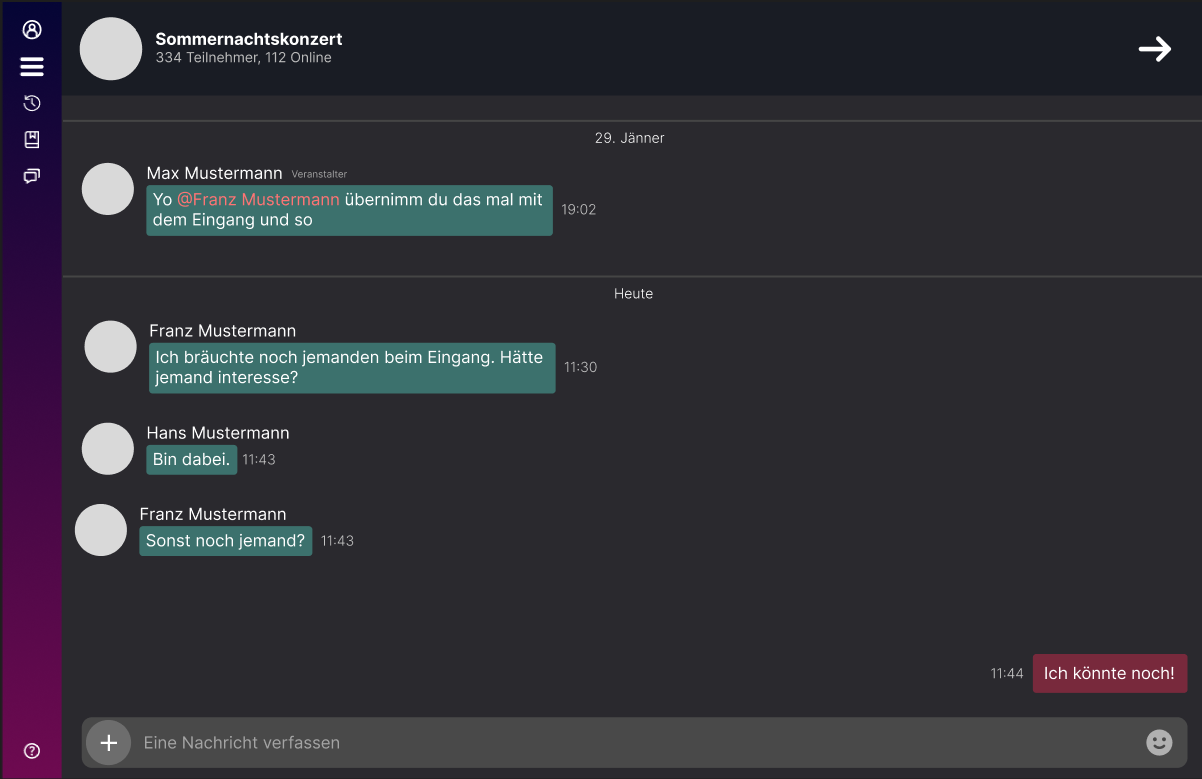 Sommernachtskonzert
334 Teilnehmer, 112 Online
29. Jänner
Max Mustermann Veranstalter
Yo @Franz Mustermann übernimm du das mal mit
dem Eingang und so
19:02
Heute
Franz Mustermann
Ich bräuchte noch jemanden beim Eingang. Hätte
jemand interesse?
11:30
Hans Mustermann
Bin dabei.
11:43
Franz Mustermann
Sonst noch jemand?
11:43
11:44
Ich könnte noch!
Eine Nachricht verfassen